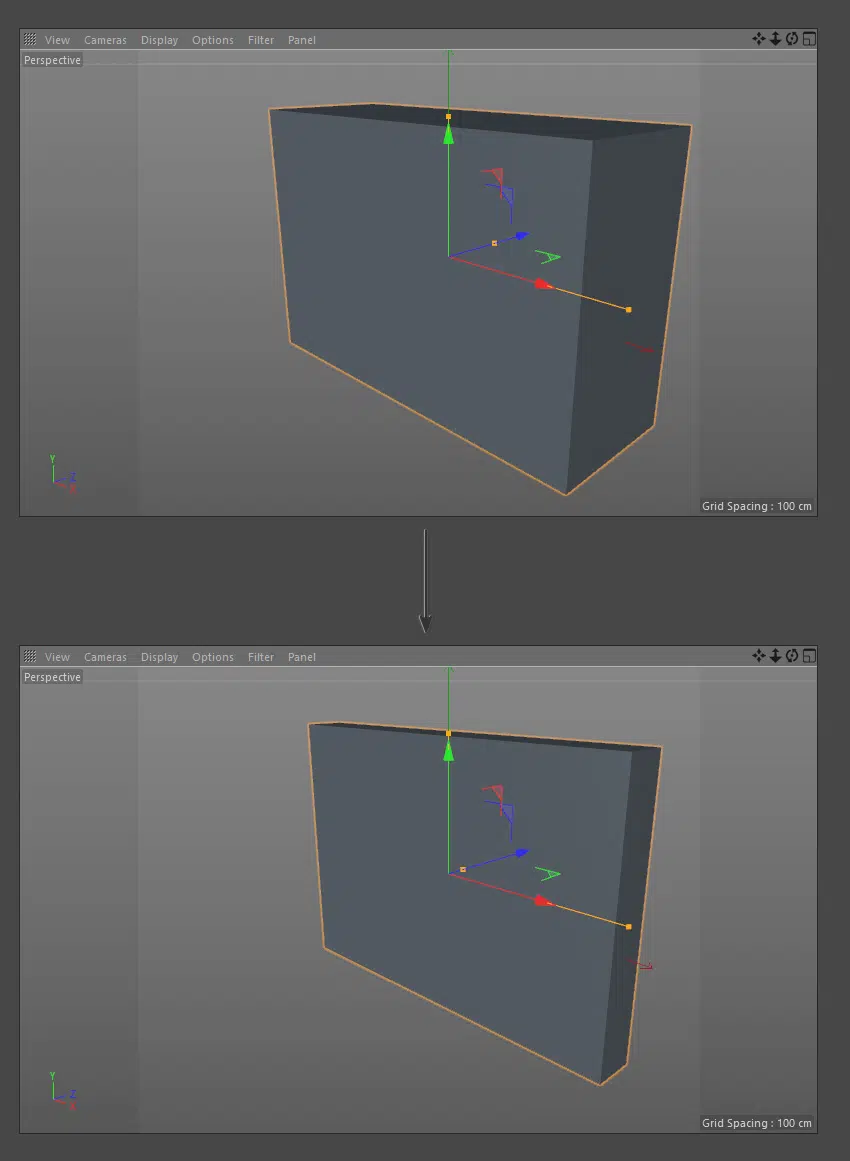 View Cameras Display Options Filter Panel
Perspective
Y
Z
X
Grid Spacing : 100 cm
View Cameras Display Options Filter Panel
Perspective
Y
Z
X
Grid Spacing : 100 cm